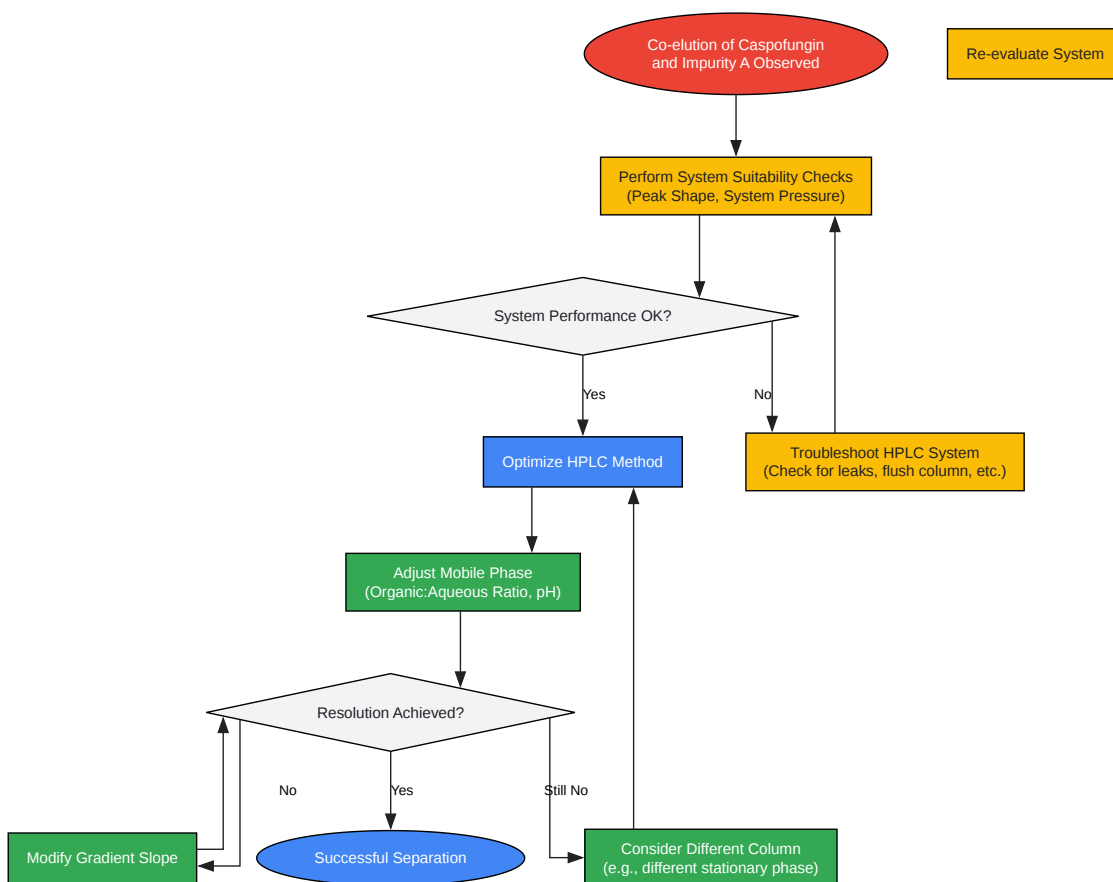 Co-elution of Caspofungin
and Impurity A Observed
Re-evaluate System
Perform System Suitability Checks
(Peak Shape, System Pressure)
System Performance OK?
Yes
No
Optimize HPLC Method
Troubleshoot HPLC System
(Check for leaks, flush column, etc.)
Adjust Mobile Phase
(Organic:Aqueous Ratio, pH)
Resolution Achieved?
No
Yes
Still No
Modify Gradient Slope
Successful Separation
Consider Different Column
(e.g., different stationary phase)